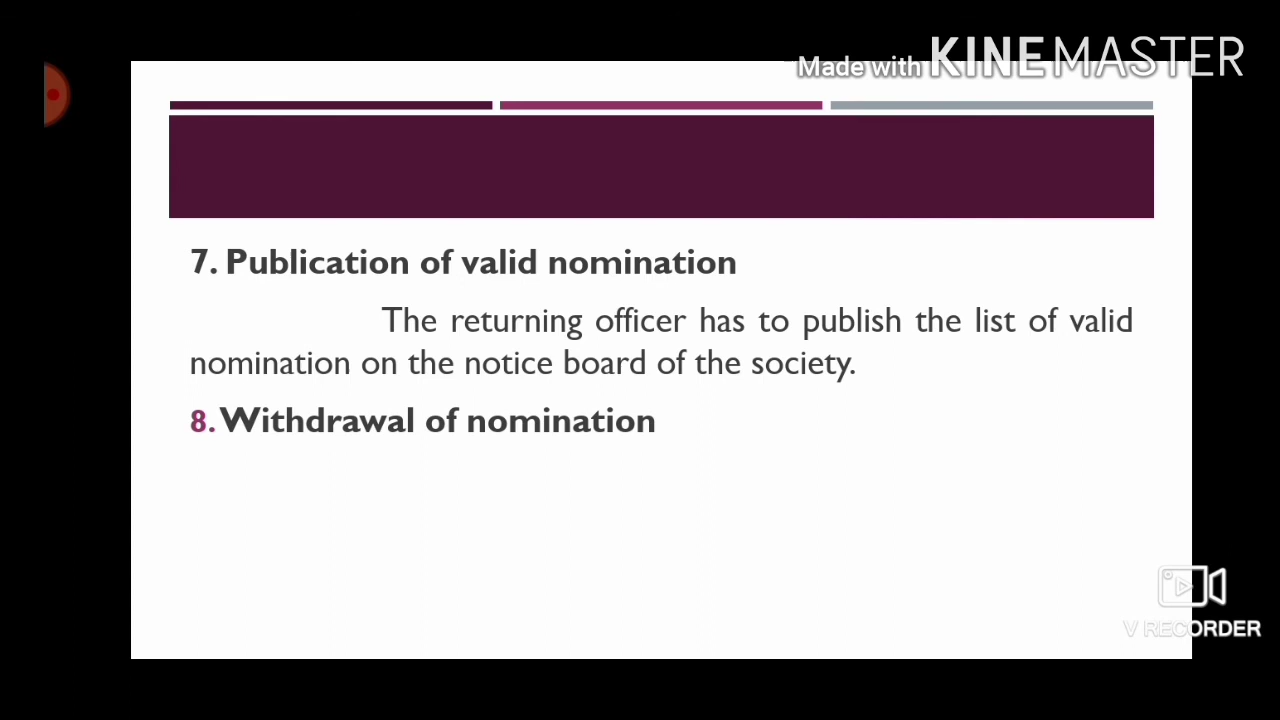 Made with KINEMASTER
7. Publication of valid nomination
The returning officer has to publish the list of valid
nomination on the notice board of the society.
8. Withdrawal of nomination
V RECORDER